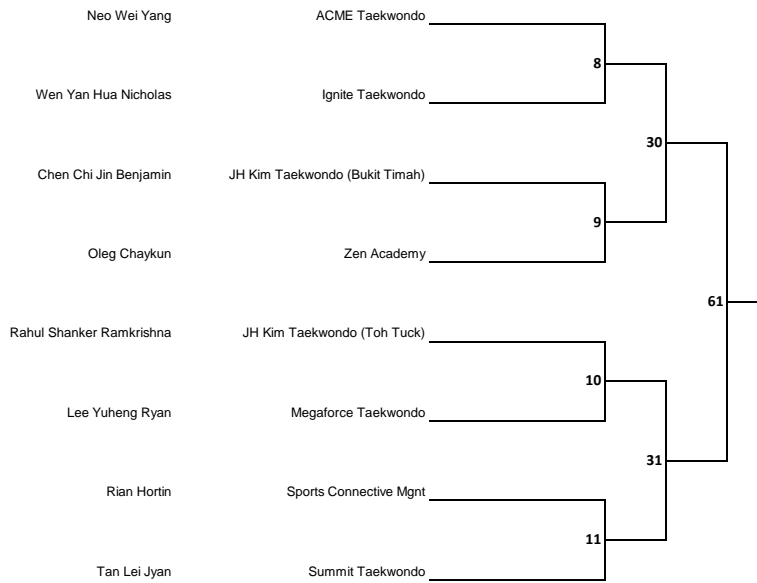 Neo Wei Yang ACME Taekwondo
8
Wen Yan Hua Nicholas Ignite Taekwondo
30
Chen Chi Jin Benjamin JH Kim Taekwondo (Bukit Timah)
9
Oleg Chaykun Zen Academy
61
Rahul Shanker Ramkrishna JH Kim Taekwondo (Toh Tuck)
10
Lee Yuheng Ryan Megaforce Taekwondo
31
Rian Hortin Sports Connective Mgnt
11
Tan Lei Jyan Summit Taekwondo